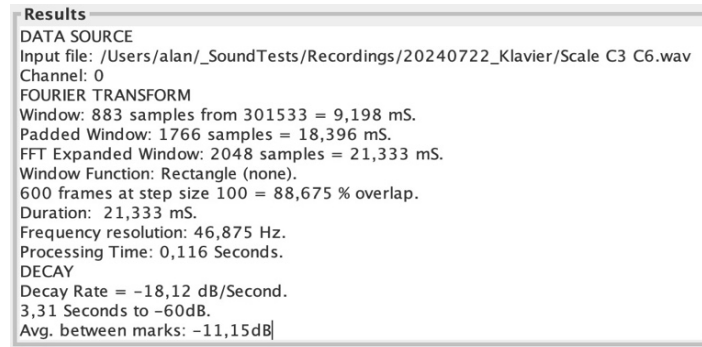 Results
DATA SOURCE
Input file: /Users/alan/_SoundTests/Recordings/20240722_Klavier/Scale C3 C6.wav
Channel: 0
FOURIER TRANSFORM
Window: 883 samples from 301533 = 9,198 mS.
Padded Window: 1766 samples = 18,396 mS.
FFT Expanded Window: 2048 samples = 21,333 mS.
Window Function: Rectangle (none).
600 frames at step size 100 = 88,675 % overlap.
Duration:  21,333 mS.
Frequency resolution: 46,875 Hz.
Processing Time: 0,116 Seconds.
DECAY
Decay Rate = -18,12 dB/Second.
3,31 Seconds to -60dB.
Avg. between marks: -11,15dB